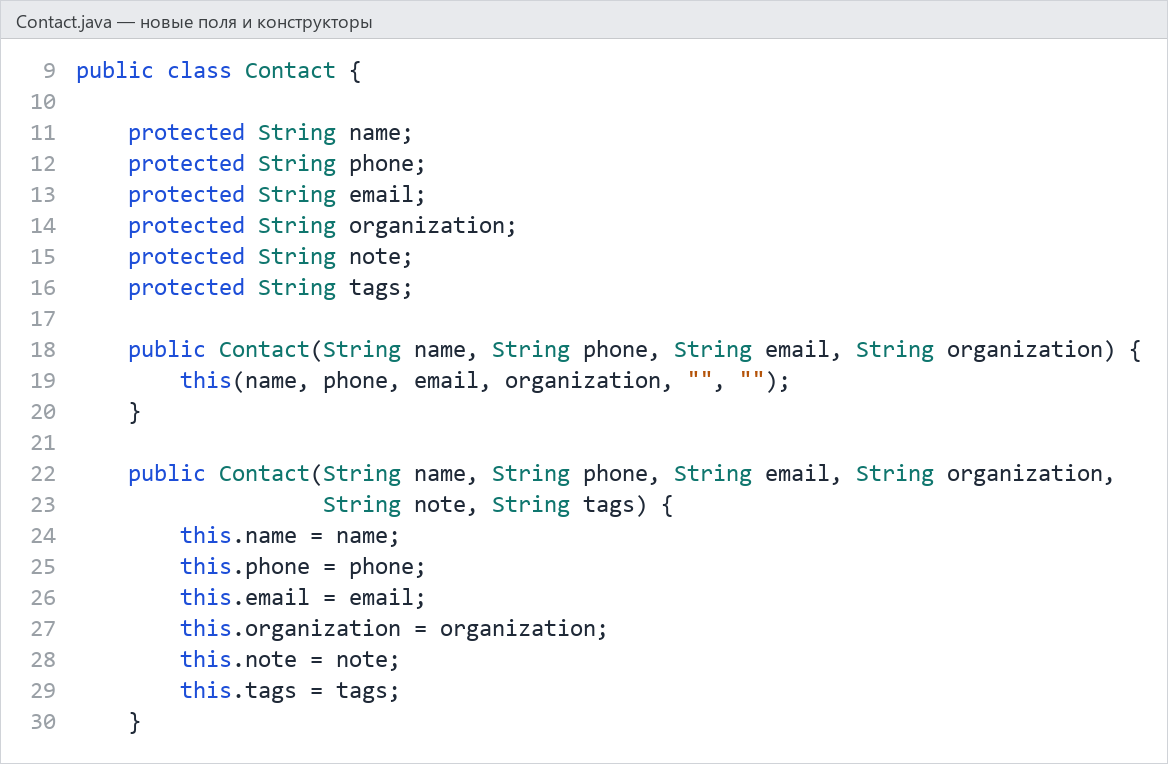 Contact.java — новые поля и конструкторы
9 public class Contact {
10
11     protected String name;
12     protected String phone;
13     protected String email;
14     protected String organization;
15     protected String note;
16     protected String tags;
17
18     public Contact(String name, String phone, String email, String organization) {
19         this(name, phone, email, organization, "", "");
20     }
21
22     public Contact(String name, String phone, String email, String organization,
23                    String note, String tags) {
24         this.name = name;
25         this.phone = phone;
26         this.email = email;
27         this.organization = organization;
28         this.note = note;
29         this.tags = tags;
30     }